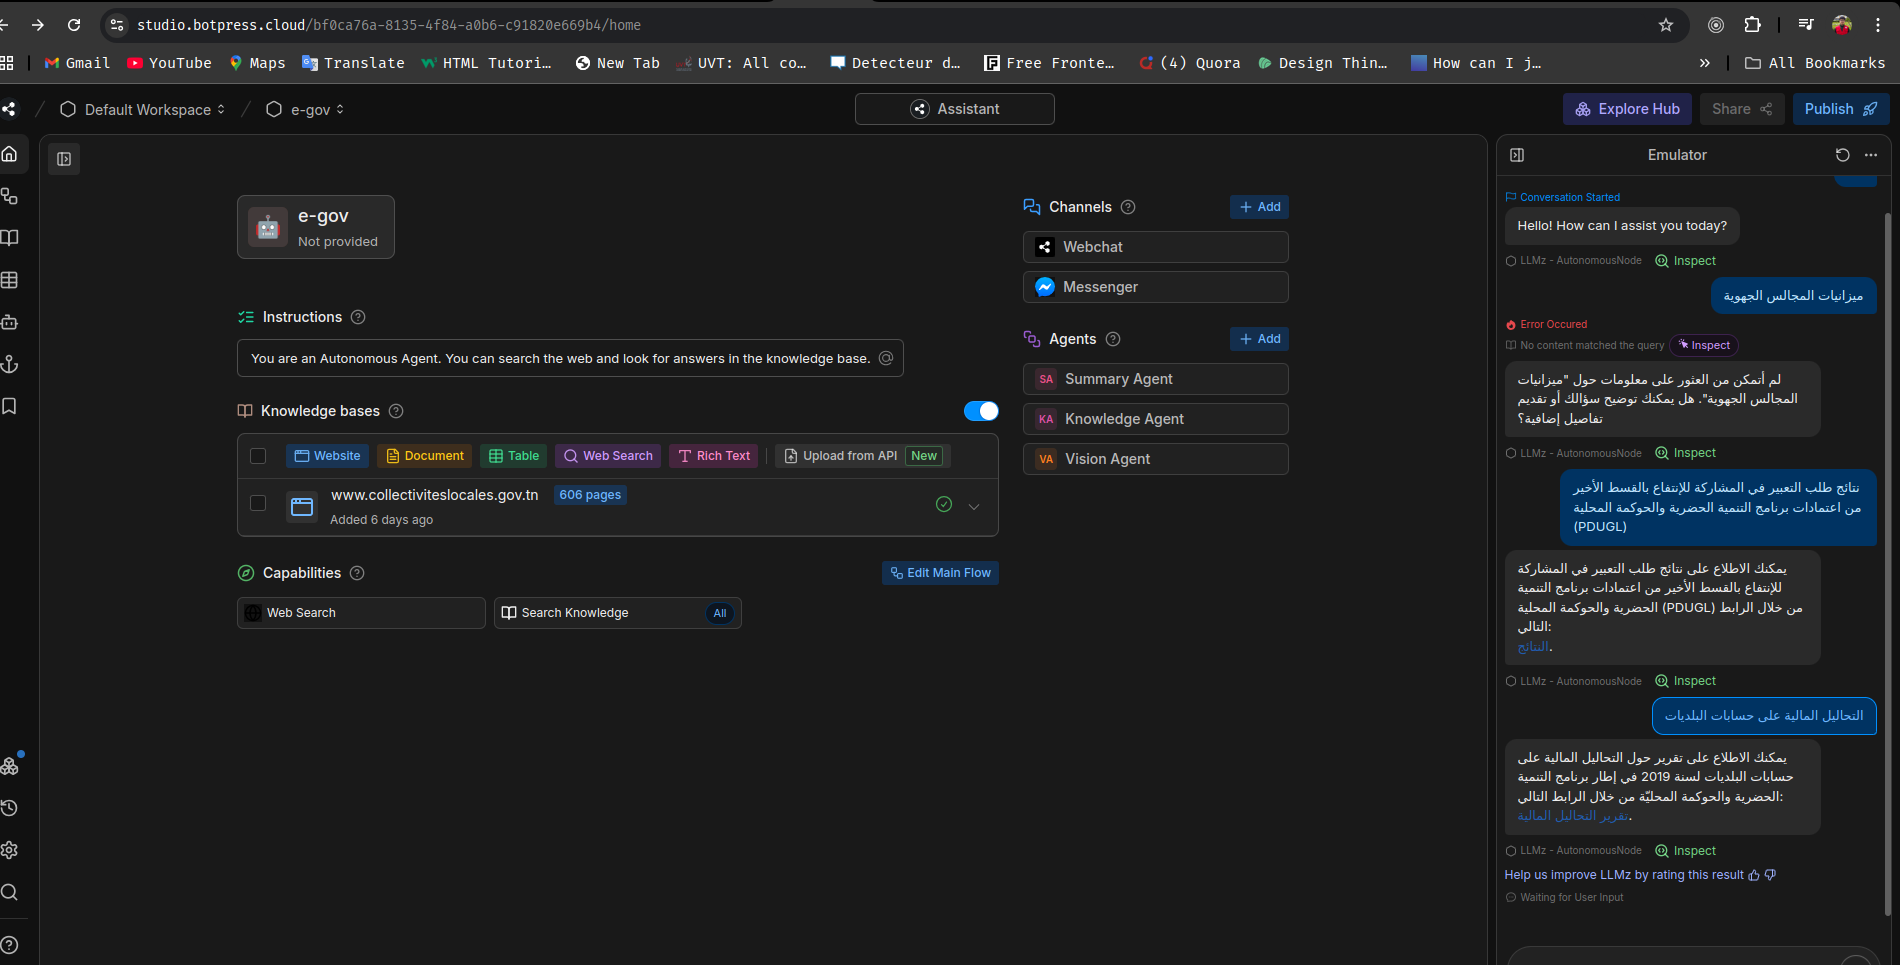 studio.botpress.cloud/bf0ca76a-8135-4f84-a0b6-c91820e669b4/home
Gmail
YouTube
Maps
Translate
HTML Tutori...
New Tab
UVT: All co...
Detecteur d...
Free Fronte...
(4) Quora
Design Thin...
How can I j...
»
All Bookmarks
Default Workspace
e-gov
Assistant
Explore Hub
Share
Publish
e-gov
Not provided
Instructions
You are an Autonomous Agent. You can search the web and look for answers in the knowledge base.
Knowledge bases
Website
Document
Table
Web Search
Rich Text
Upload from API
New
www.collectiviteslocales.gov.tn
606 pages
Added 6 days ago
Capabilities
Edit Main Flow
Web Search
Search Knowledge
All
Channels
+ Add
Webchat
Messenger
Agents
+ Add
SA Summary Agent
KA Knowledge Agent
VA Vision Agent
Emulator
Conversation Started
Hello! How can I assist you today?
LLMz - AutonomousNode
Inspect
ميزانيات المجالس الجهوية
Error Occured
No content matched the query
Inspect
لم أتمكن من العثور على معلومات حول "ميزانيات
المجالس الجهوية". هل يمكنك توضيح سؤالك أو تقديم
تفاصيل إضافية؟
LLMz - AutonomousNode
Inspect
نتائج طلب التعبير في المشاركة للإنتفاع بالقسط الأخير
من اعتمادات برنامج التنمية الحضرية والحوكمة المحلية
(PDUGL)
يمكنك الاطلاع على نتائج طلب التعبير في المشاركة
للإنتفاع بالقسط الأخير من اعتمادات برنامج التنمية
الحضرية والحوكمة المحلية (PDUGL) من خلال الرابط
التالي:
النتائج.
LLMz - AutonomousNode
Inspect
التحاليل المالية على حسابات البلديات
يمكنك الاطلاع على تقرير حول التحاليل المالية على
حسابات البلديات لسنة 2019 في إطار برنامج التنمية
الحضرية والحوكمة المحليّة من خلال الرابط التالي:
تقرير التحاليل المالية.
LLMz - AutonomousNode
Inspect
Help us improve LLMz by rating this result
Waiting for User Input